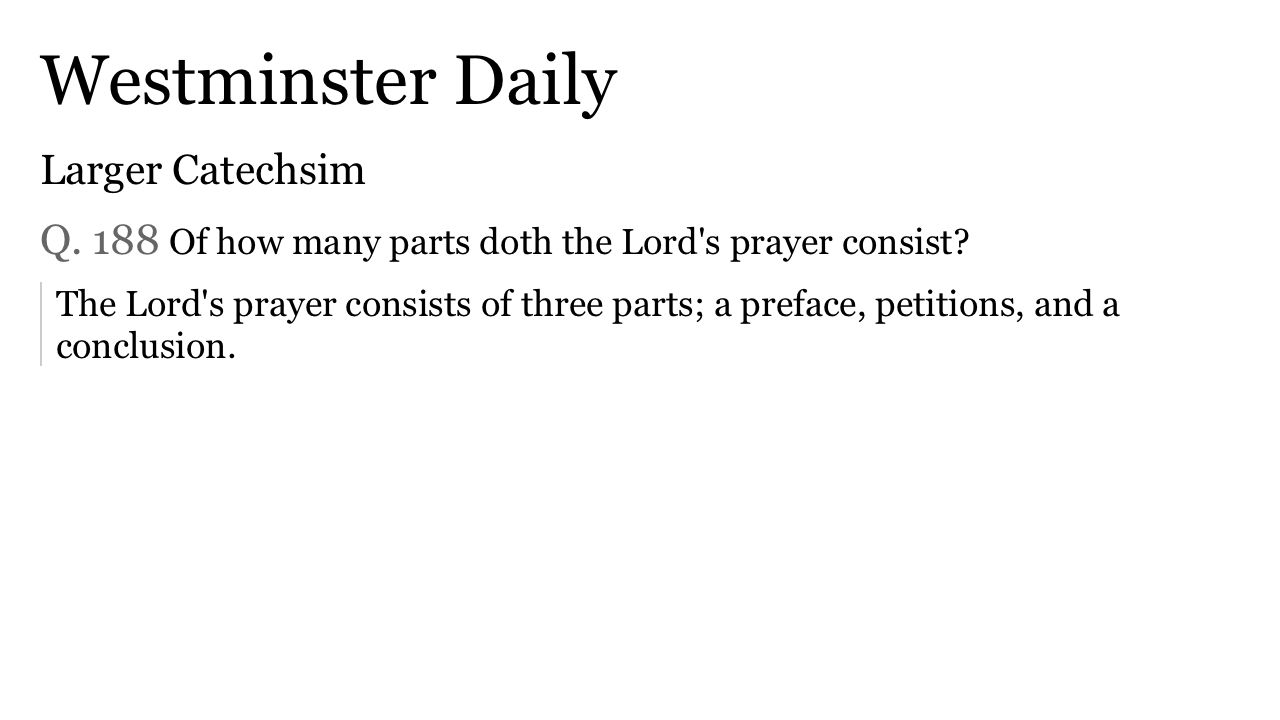 Westminster Daily
Larger Catechsim
Q. 188 Of how many parts doth the Lord's prayer consist?
The Lord's prayer consists of three parts; a preface, petitions, and a
conclusion.